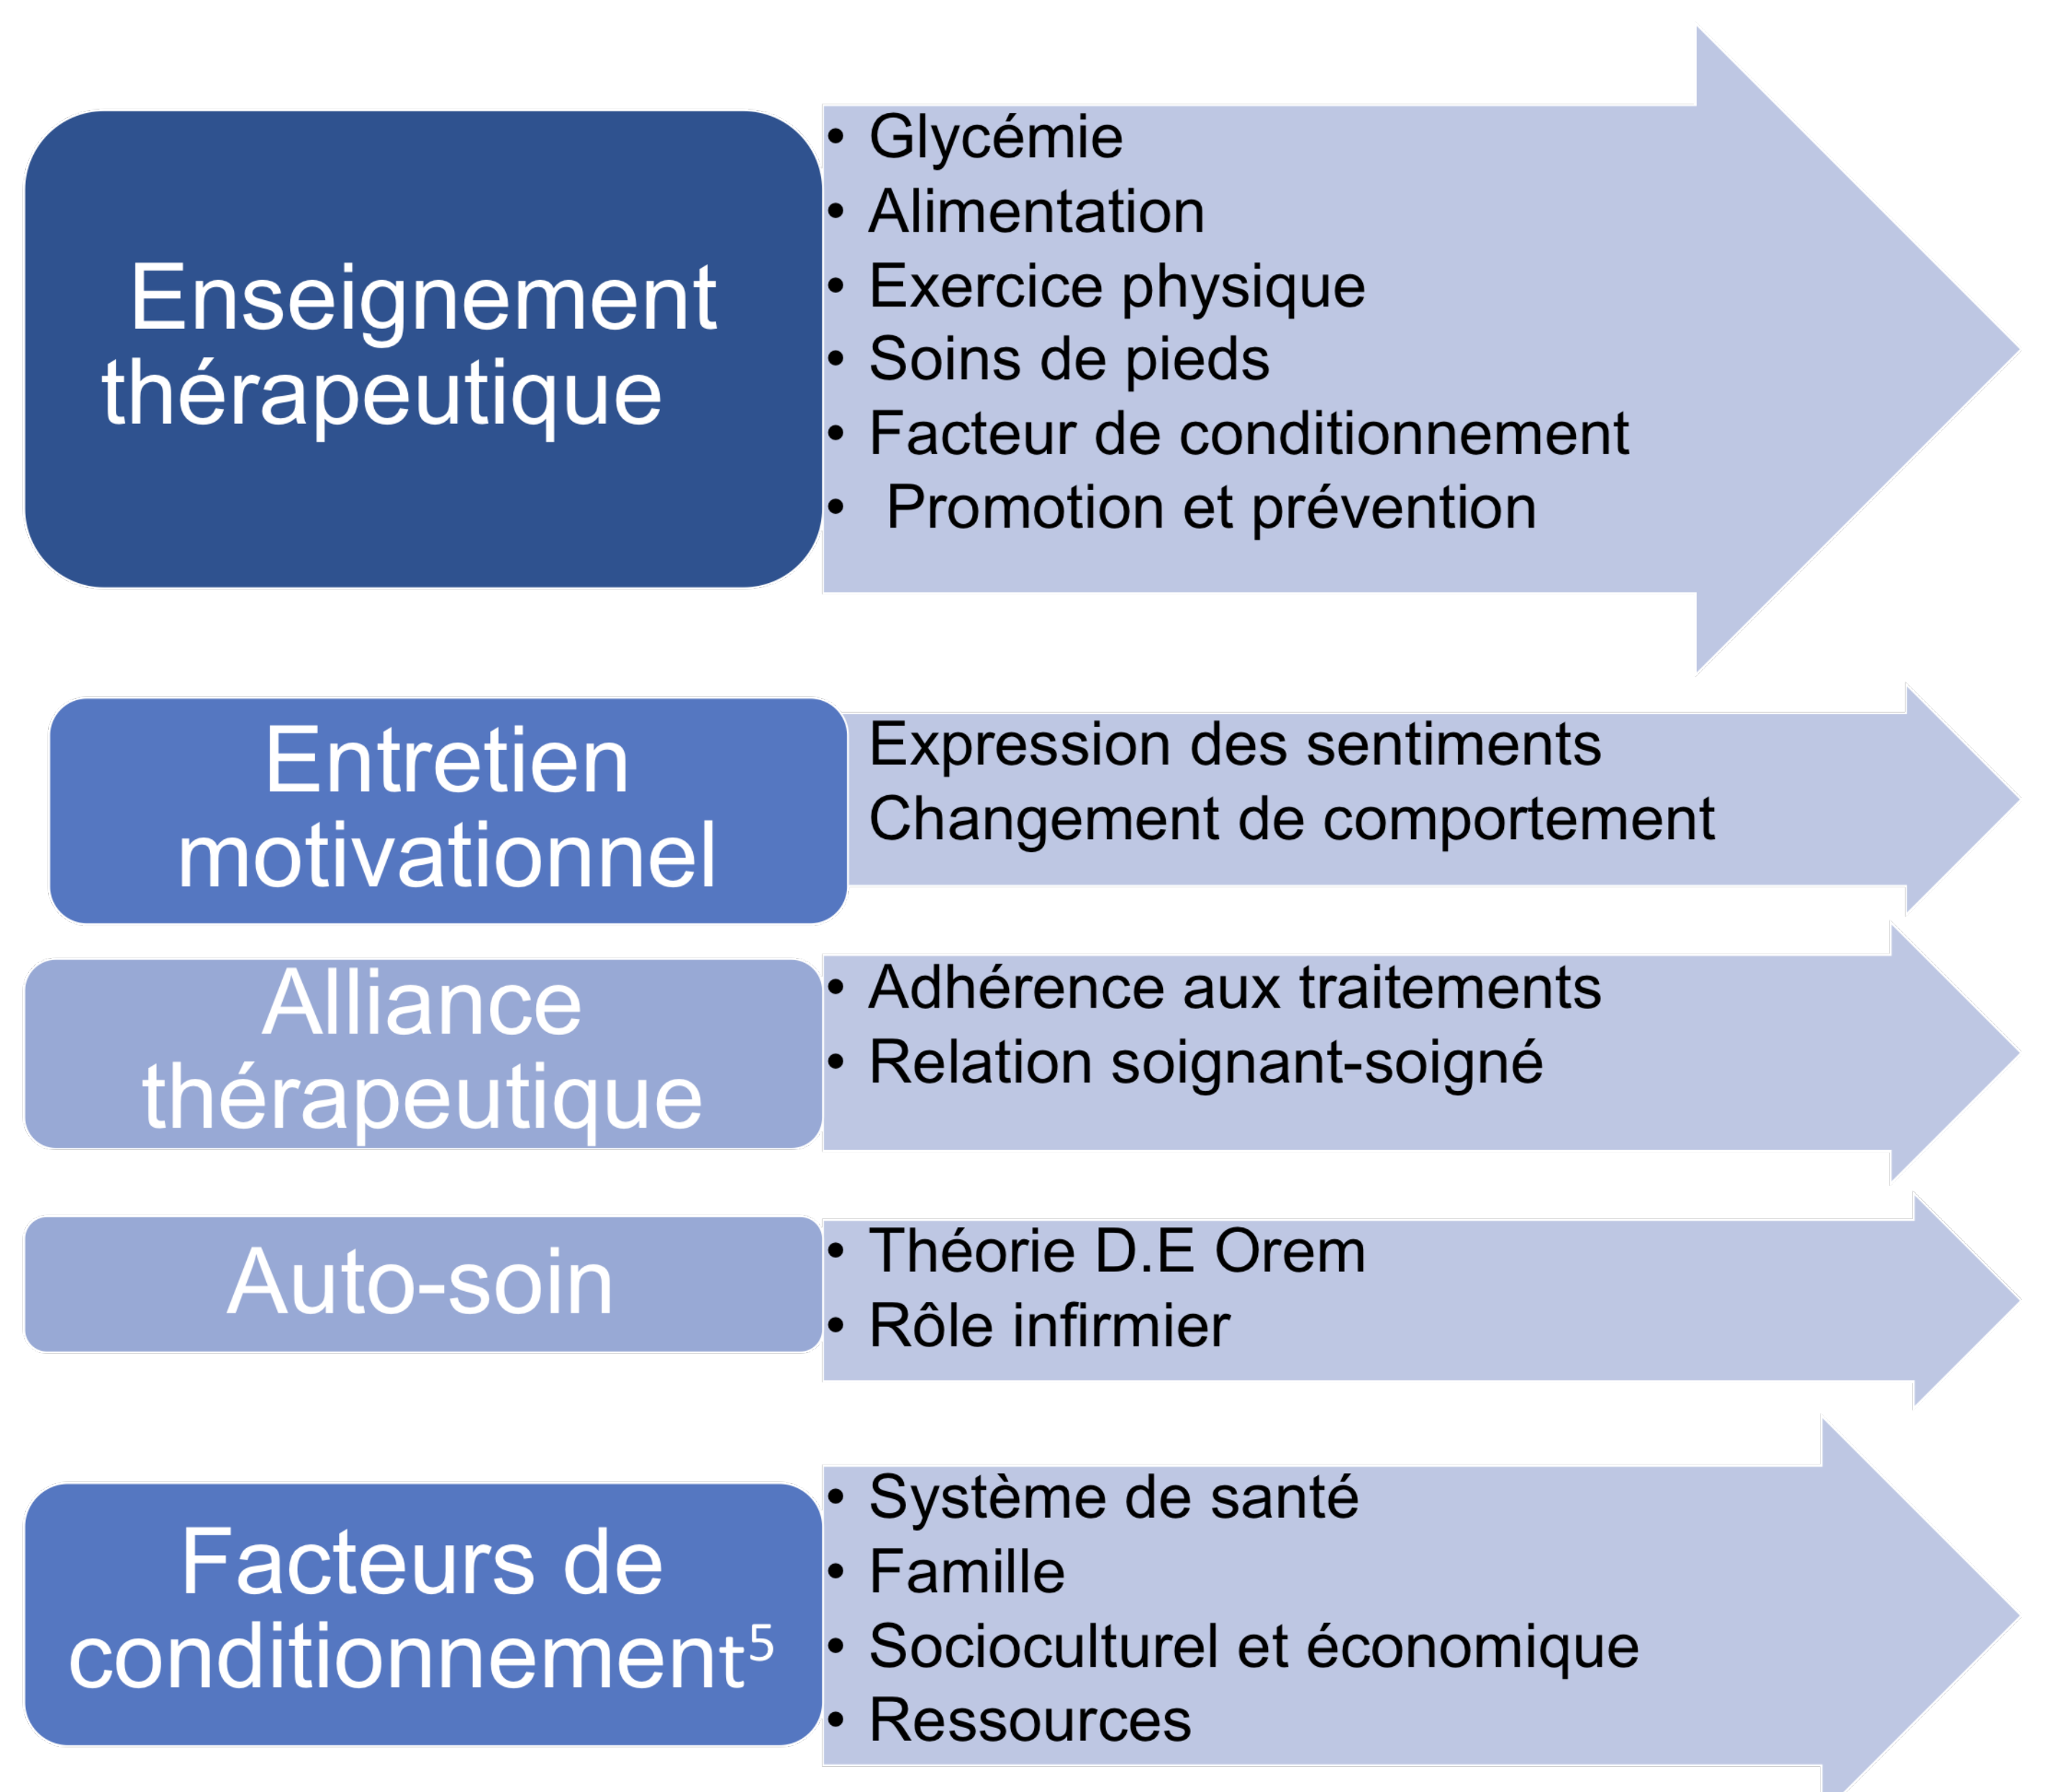 Enseignement
thérapeutique
• Glycémie
• Alimentation
• Exercice physique
• Soins de pieds
• Facteur de conditionnement
• Promotion et prévention
Entretien
motivationnel
Expression des sentiments
Changement de comportement
Alliance
thérapeutique
• Adhérence aux traitements
• Relation soignant-soigné
Auto-soin
• Théorie D.E Orem
• Rôle infirmier
Facteurs de
conditionnement⁵
• Système de santé
• Famille
• Socioculturel et économique
• Ressources